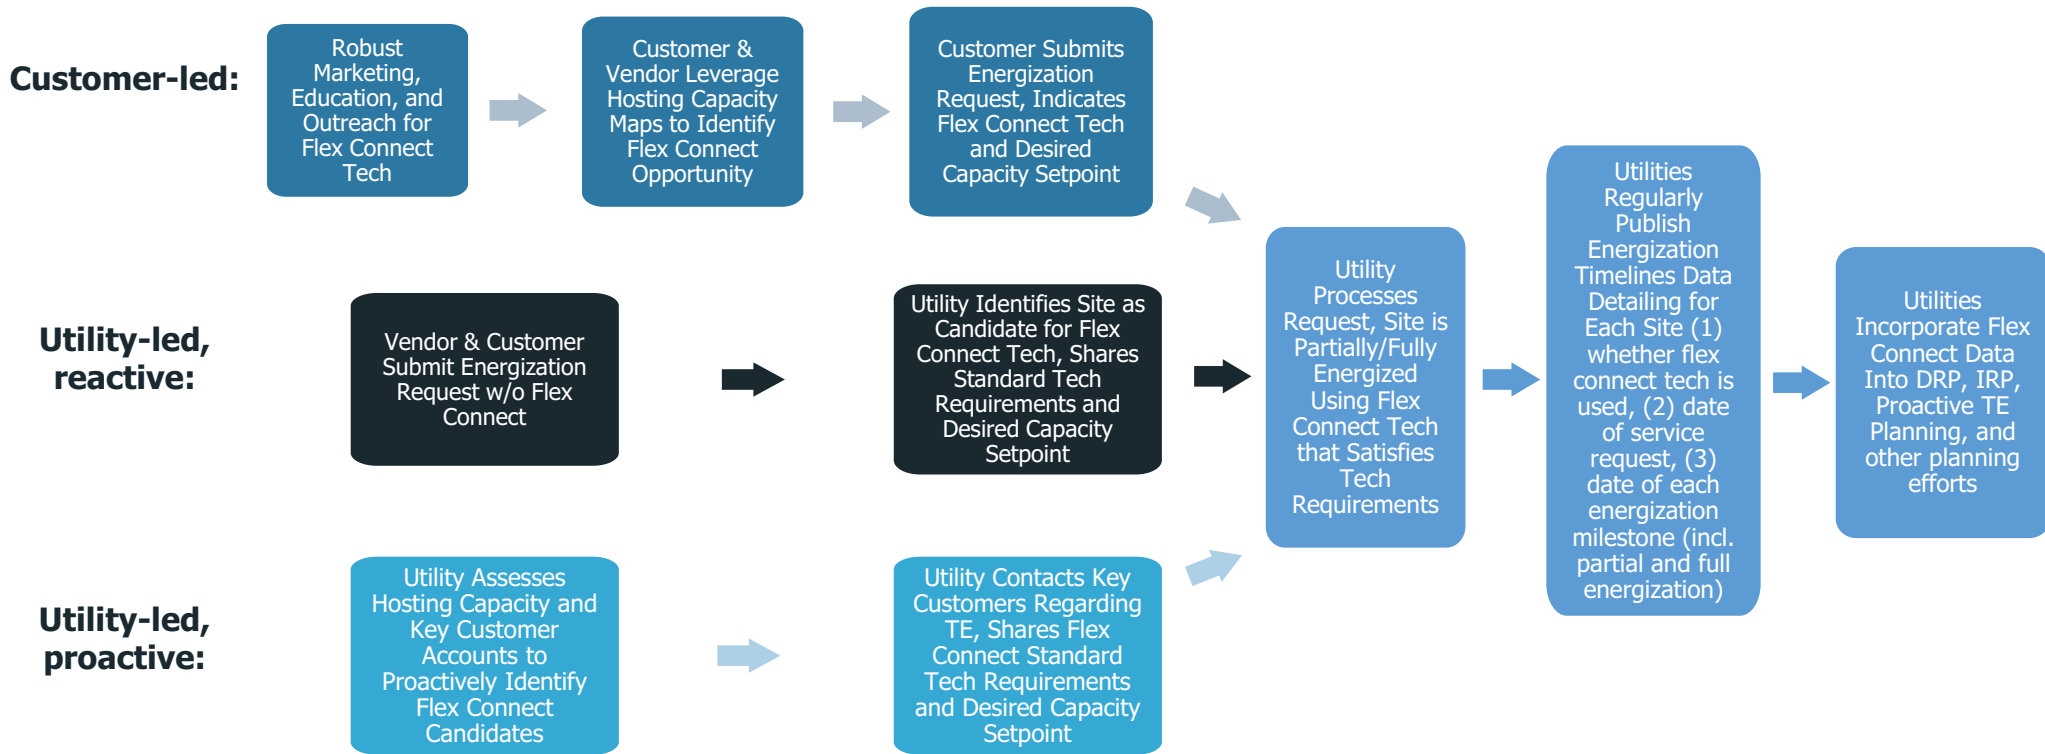 Customer-led:
Robust
Marketing,
Education, and
Outreach for
Flex Connect
Tech
Customer &
Vendor Leverage
Hosting Capacity
Maps to Identify
Flex Connect
Opportunity
Customer Submits
Energization
Request, Indicates
Flex Connect Tech
and Desired
Capacity Setpoint
Utility-led,
reactive:
Vendor & Customer
Submit Energization
Request w/o Flex
Connect
Utility Identifies Site as
Candidate for Flex
Connect Tech, Shares
Standard Tech
Requirements and
Desired Capacity
Setpoint
Utility-led,
proactive:
Utility Assesses
Hosting Capacity and
Key Customer
Accounts to
Proactively Identify
Flex Connect
Candidates
Utility Contacts Key
Customers Regarding
TE, Shares Flex
Connect Standard
Tech Requirements
and Desired Capacity
Setpoint
Utility
Processes
Request, Site is
Partially/Fully
Energized
Using Flex
Connect Tech
that Satisfies
Tech
Requirements
Utilities
Regularly
Publish
Energization
Timelines Data
Detailing for
Each Site (1)
whether flex
connect tech is
used, (2) date
of service
request, (3)
date of each
energization
milestone (incl.
partial and full
energization)
Utilities
Incorporate Flex
Connect Data
Into DRP, IRP,
Proactive TE
Planning, and
other planning
efforts